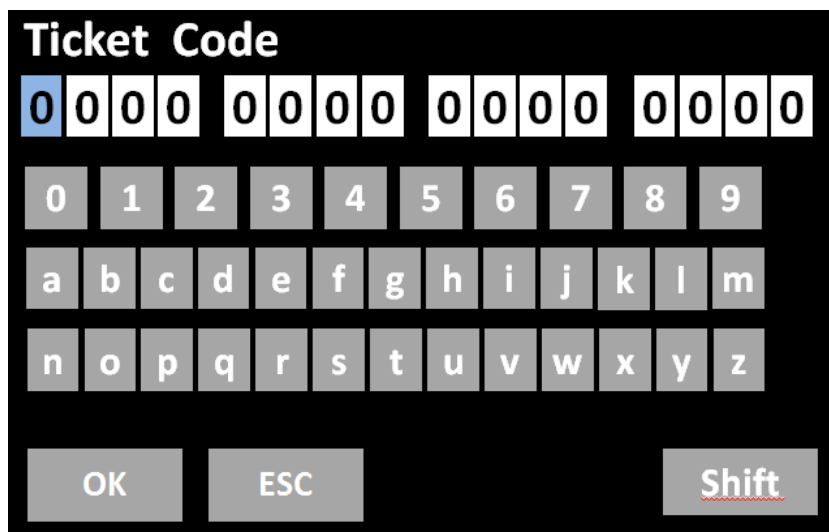 Ticket Code
0000 0000 0000 0000
0 1 2 3 4 5 6 7 8 9
a b c d e f g h i j k l m
n o p q r s t u v w x y z
OK ESC Shift